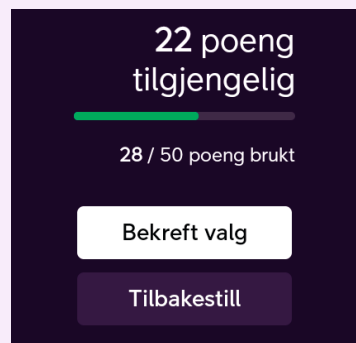 22 poeng
tilgjengelig
28 / 50 poeng brukt
Bekreft valg
Tilbakestill